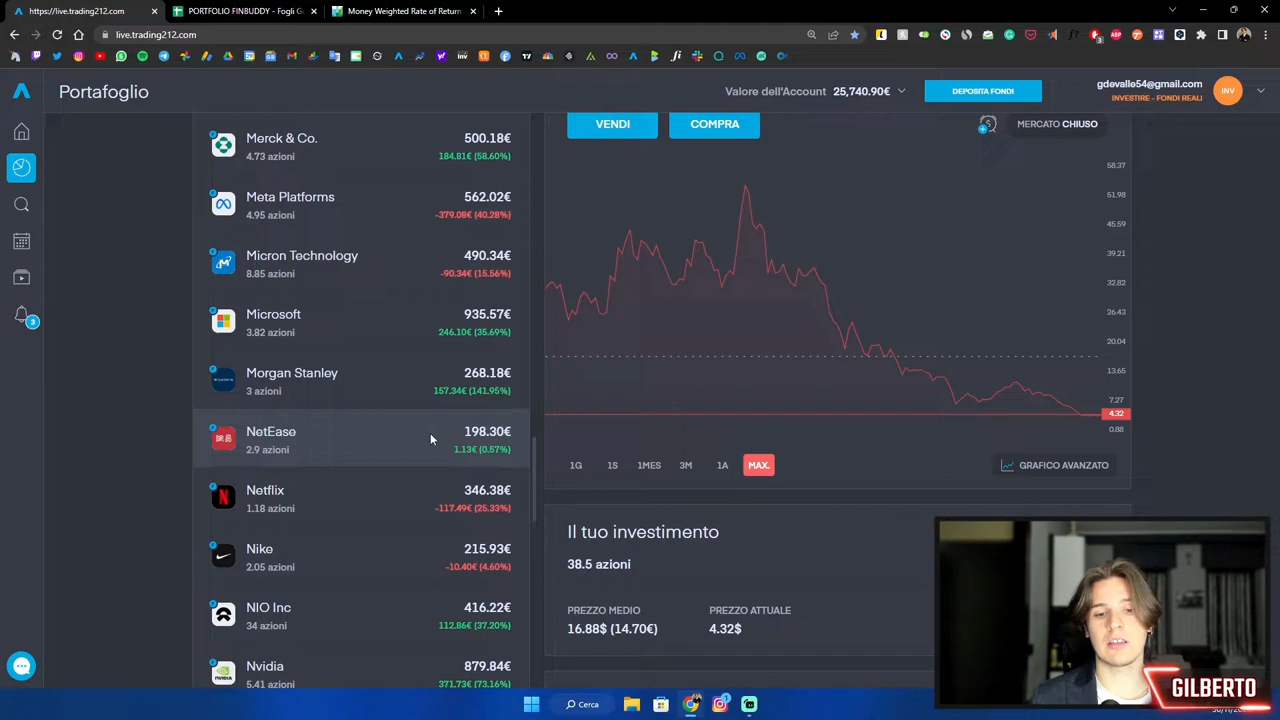 https://live.trading212.com
PORTFOLIO FINBUDDY - Fogli Go
Money Weighted Rate of Return
live.trading212.com
Portafoglio
Valore dell'Account 25,740.90€
DEPOSITA FONDI
gdevalle54@gmail.com
INVESTIRE - FONDI REALI
INV
Merck & Co. 500.18€
4.73 azioni 184.81€ (58.60%)
Meta Platforms 562.02€
4.95 azioni -379.08€ (40.28%)
Micron Technology 490.34€
8.85 azioni -90.34€ (15.56%)
Microsoft 935.57€
3.82 azioni 246.10€ (35.69%)
Morgan Stanley 268.18€
3 azioni 157.34€ (141.95%)
NetEase 198.30€
2.9 azioni 1.13€ (0.57%)
Netflix 346.38€
1.18 azioni -117.49€ (25.33%)
Nike 215.93€
2.05 azioni -10.40€ (4.60%)
NIO Inc 416.22€
34 azioni 112.86€ (37.20%)
Nvidia 879.84€
5.41 azioni 371.73€ (73.16%)
3
VENDI
COMPRA
MERCATO CHIUSO
58.37
51.98
45.59
39.21
32.82
26.43
20.04
13.65
7.27
4.32
0.88
1G 1S 1MES 3M 1A MAX.
GRAFICO AVANZATO
Il tuo investimento
38.5 azioni
PREZZO MEDIO PREZZO ATTUALE
16.88$ (14.70€) 4.32$
GILBERTO
Cerca